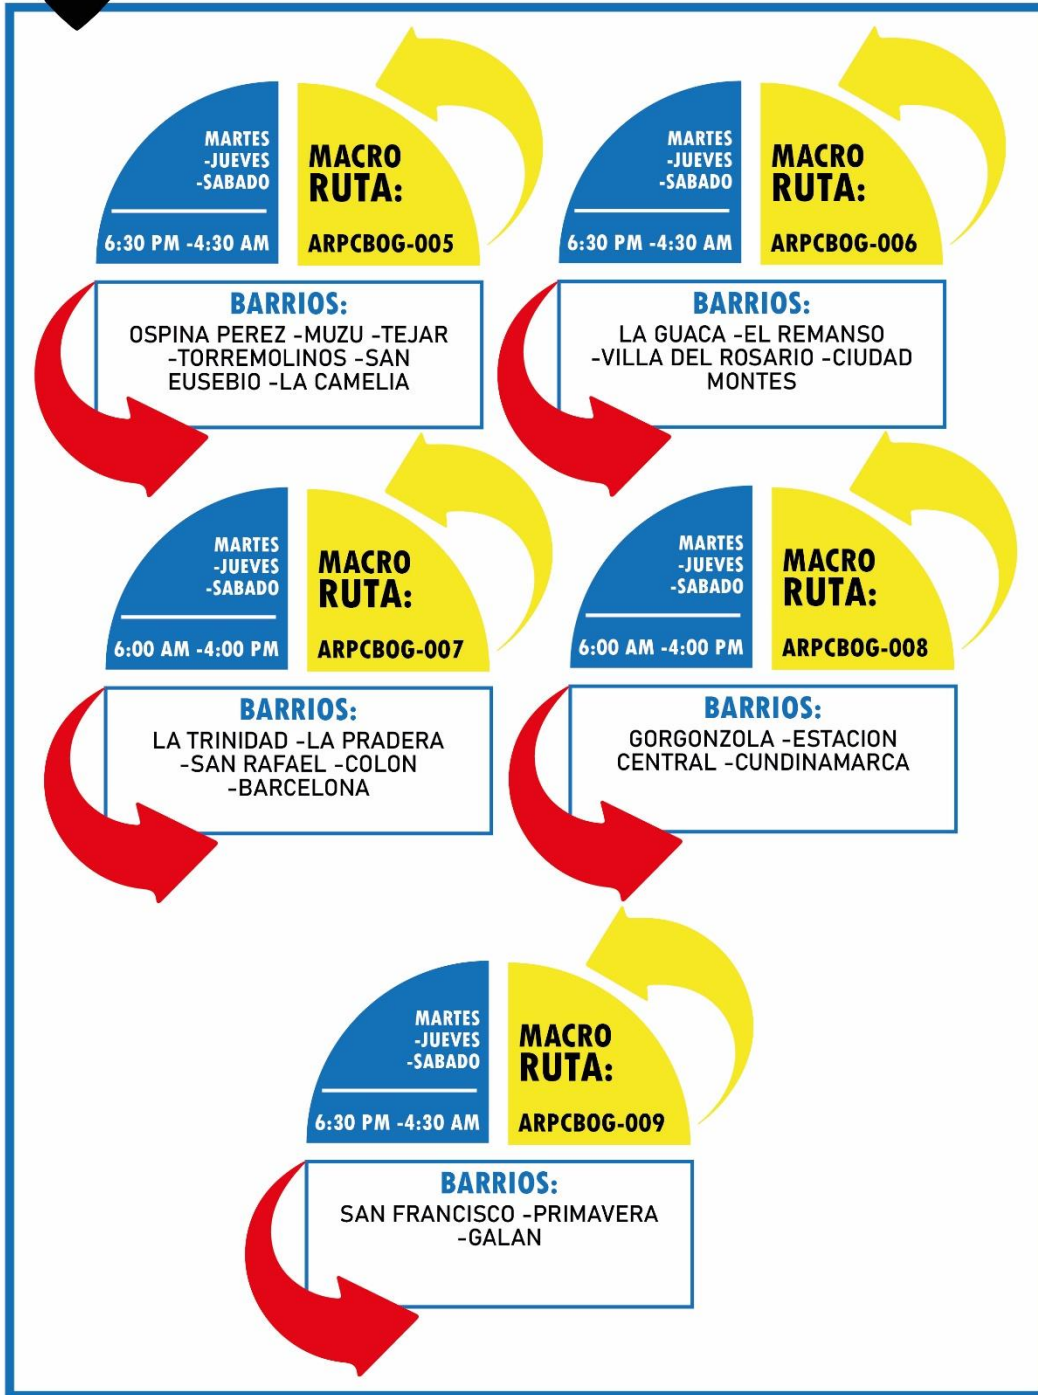 MARTES
-JUEVES
-SABADO
6:30 PM -4:30 AM
MACRO
RUTA:
ARPCBOG-005
BARRIOS:
OSPINA PEREZ -MUZU -TEJAR
-TORREMOLINOS -SAN
EUSEBIO -LA CAMELIA
MARTES
-JUEVES
-SABADO
6:30 PM -4:30 AM
MACRO
RUTA:
ARPCBOG-006
BARRIOS:
LA GUACA -EL REMANSO
-VILLA DEL ROSARIO -CIUDAD
MONTES
MARTES
-JUEVES
-SABADO
6:00 AM -4:00 PM
MACRO
RUTA:
ARPCBOG-007
BARRIOS:
LA TRINIDAD -LA PRADERA
-SAN RAFAEL -COLON
-BARCELONA
MARTES
-JUEVES
-SABADO
6:00 AM -4:00 PM
MACRO
RUTA:
ARPCBOG-008
BARRIOS:
GORGONZOLA -ESTACION
CENTRAL -CUNDINAMARCA
MARTES
-JUEVES
-SABADO
6:30 PM -4:30 AM
MACRO
RUTA:
ARPCBOG-009
BARRIOS:
SAN FRANCISCO -PRIMAVERA
-GALAN